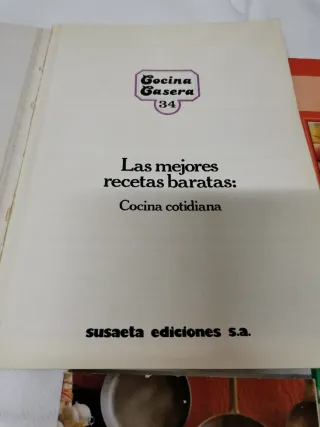 Cocina
Casera
34
Las mejores
recetas baratas:
Cocina cotidiana
susaeta ediciones s.a.